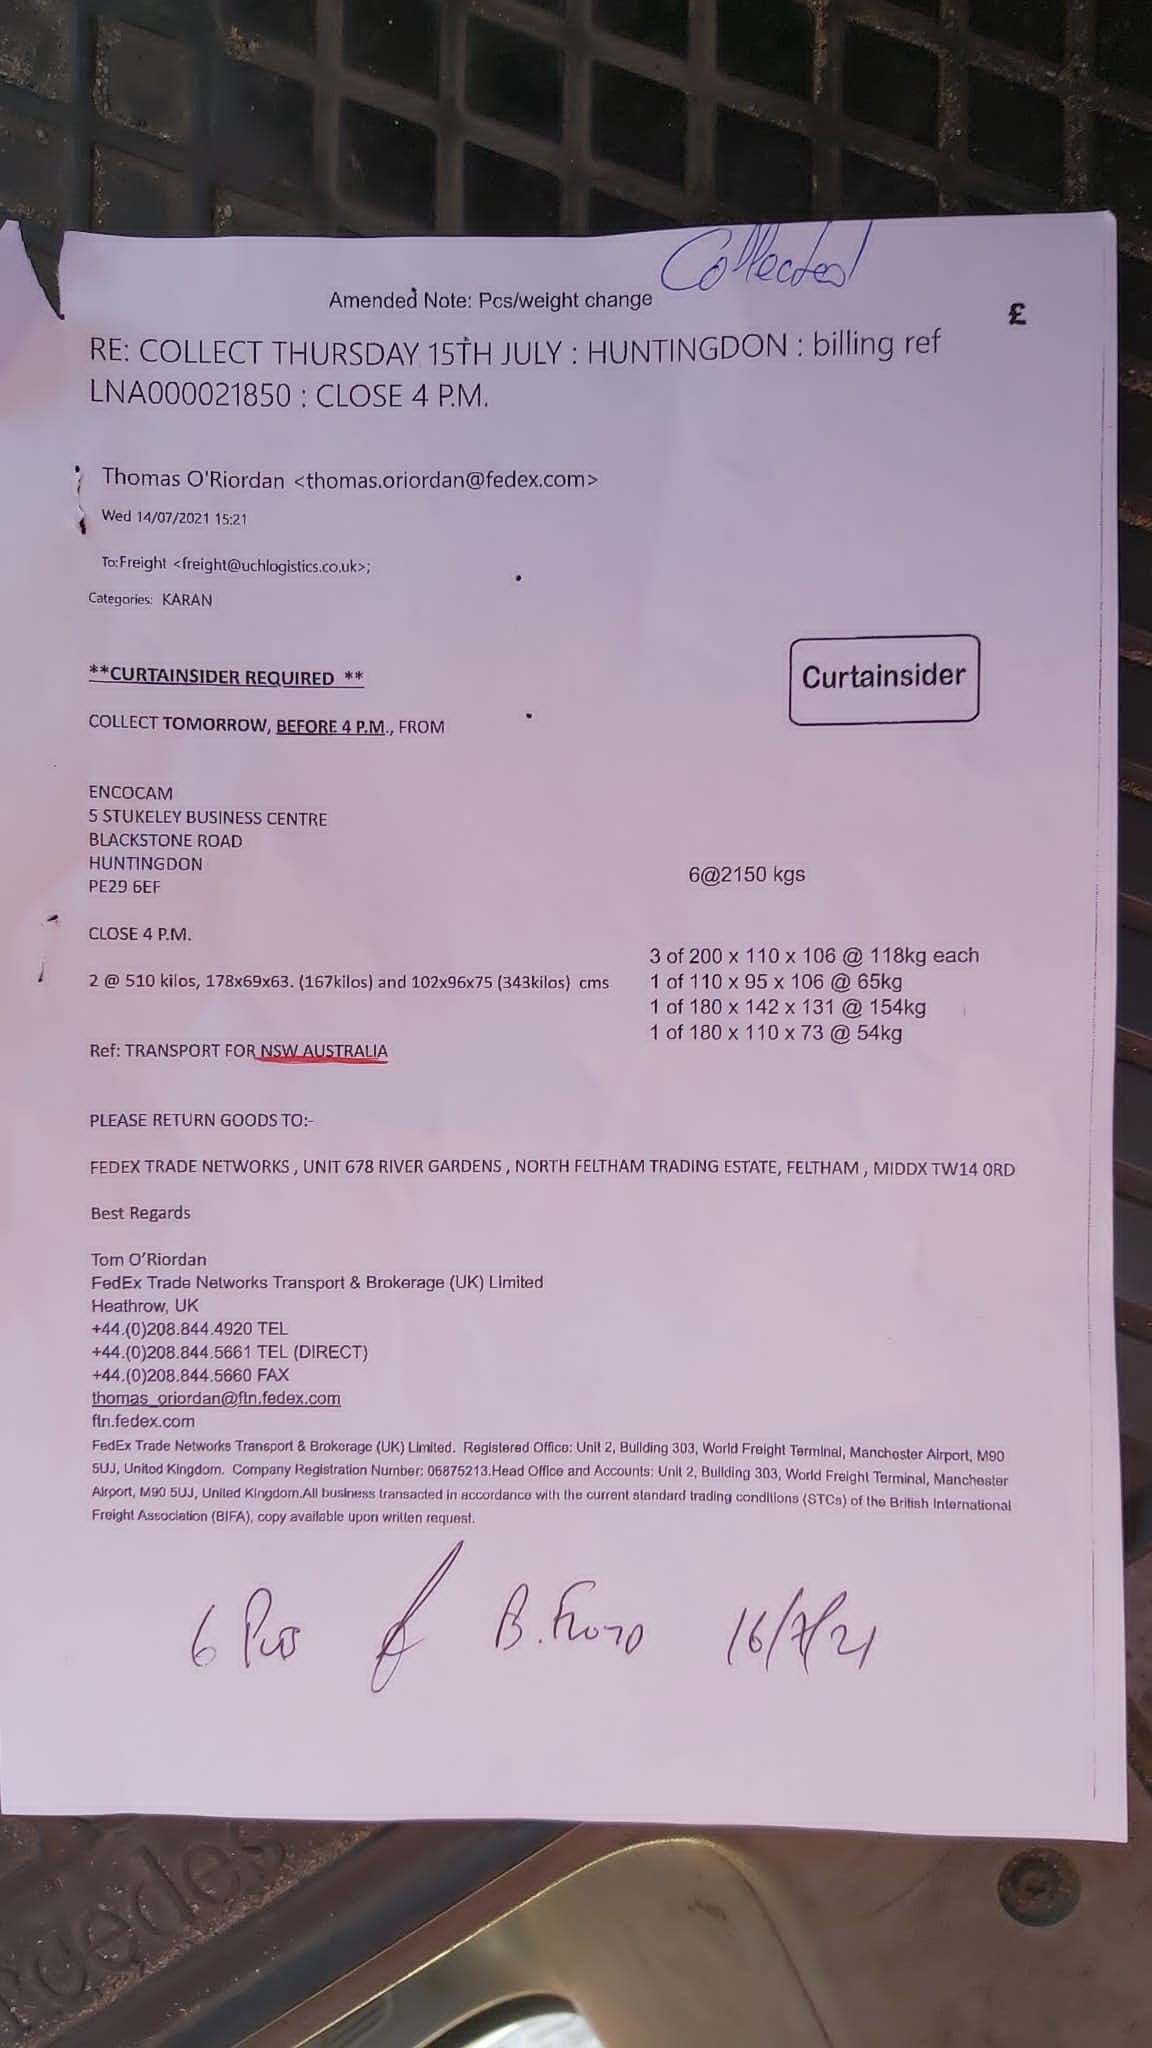 Collected
Amended Note: Pcs/weight change
£
RE: COLLECT THURSDAY 15TH JULY : HUNTINGDON : billing ref
LNA000021850 : CLOSE 4 P.M.
Thomas O'Riordan <thomas.oriordan@fedex.com>
Wed 14/07/2021 15:21
To:Freight <freight@uchlogistics.co.uk>;
Categories: KARAN
**CURTAINSIDER REQUIRED **
Curtainsider
COLLECT TOMORROW, BEFORE 4 P.M., FROM
ENCOCAM
5 STUKELEY BUSINESS CENTRE
BLACKSTONE ROAD
HUNTINGDON
PE29 6EF
6@2150 kgs
CLOSE 4 P.M.
3 of 200 x 110 x 106 @ 118kg each
2 @ 510 kilos, 178x69x63. (167kilos) and 102x96x75 (343kilos) cms
1 of 110 x 95 x 106 @ 65kg
1 of 180 x 142 x 131 @ 154kg
1 of 180 x 110 x 73 @ 54kg
Ref: TRANSPORT FOR NSW AUSTRALIA
PLEASE RETURN GOODS TO:-
FEDEX TRADE NETWORKS , UNIT 678 RIVER GARDENS , NORTH FELTHAM TRADING ESTATE, FELTHAM , MIDDX TW14 0RD
Best Regards
Tom O'Riordan
FedEx Trade Networks Transport & Brokerage (UK) Limited
Heathrow, UK
+44.(0)208.844.4920 TEL
+44.(0)208.844.5661 TEL (DIRECT)
+44.(0)208.844.5660 FAX
thomas_oriordan@ftn.fedex.com
ftn.fedex.com
FedEx Trade Networks Transport & Brokerage (UK) Limited. Registered Office: Unit 2, Building 303, World Freight Terminal, Manchester Airport, M90
5UJ, United Kingdom. Company Registration Number: 06875213.Head Office and Accounts: Unit 2, Building 303, World Freight Terminal, Manchester
Airport, M90 5UJ, United Kingdom.All business transacted in accordance with the current standard trading conditions (STCs) of the British International
Freight Association (BIFA), copy available upon written request.
6 Pcs B. 16/7/21